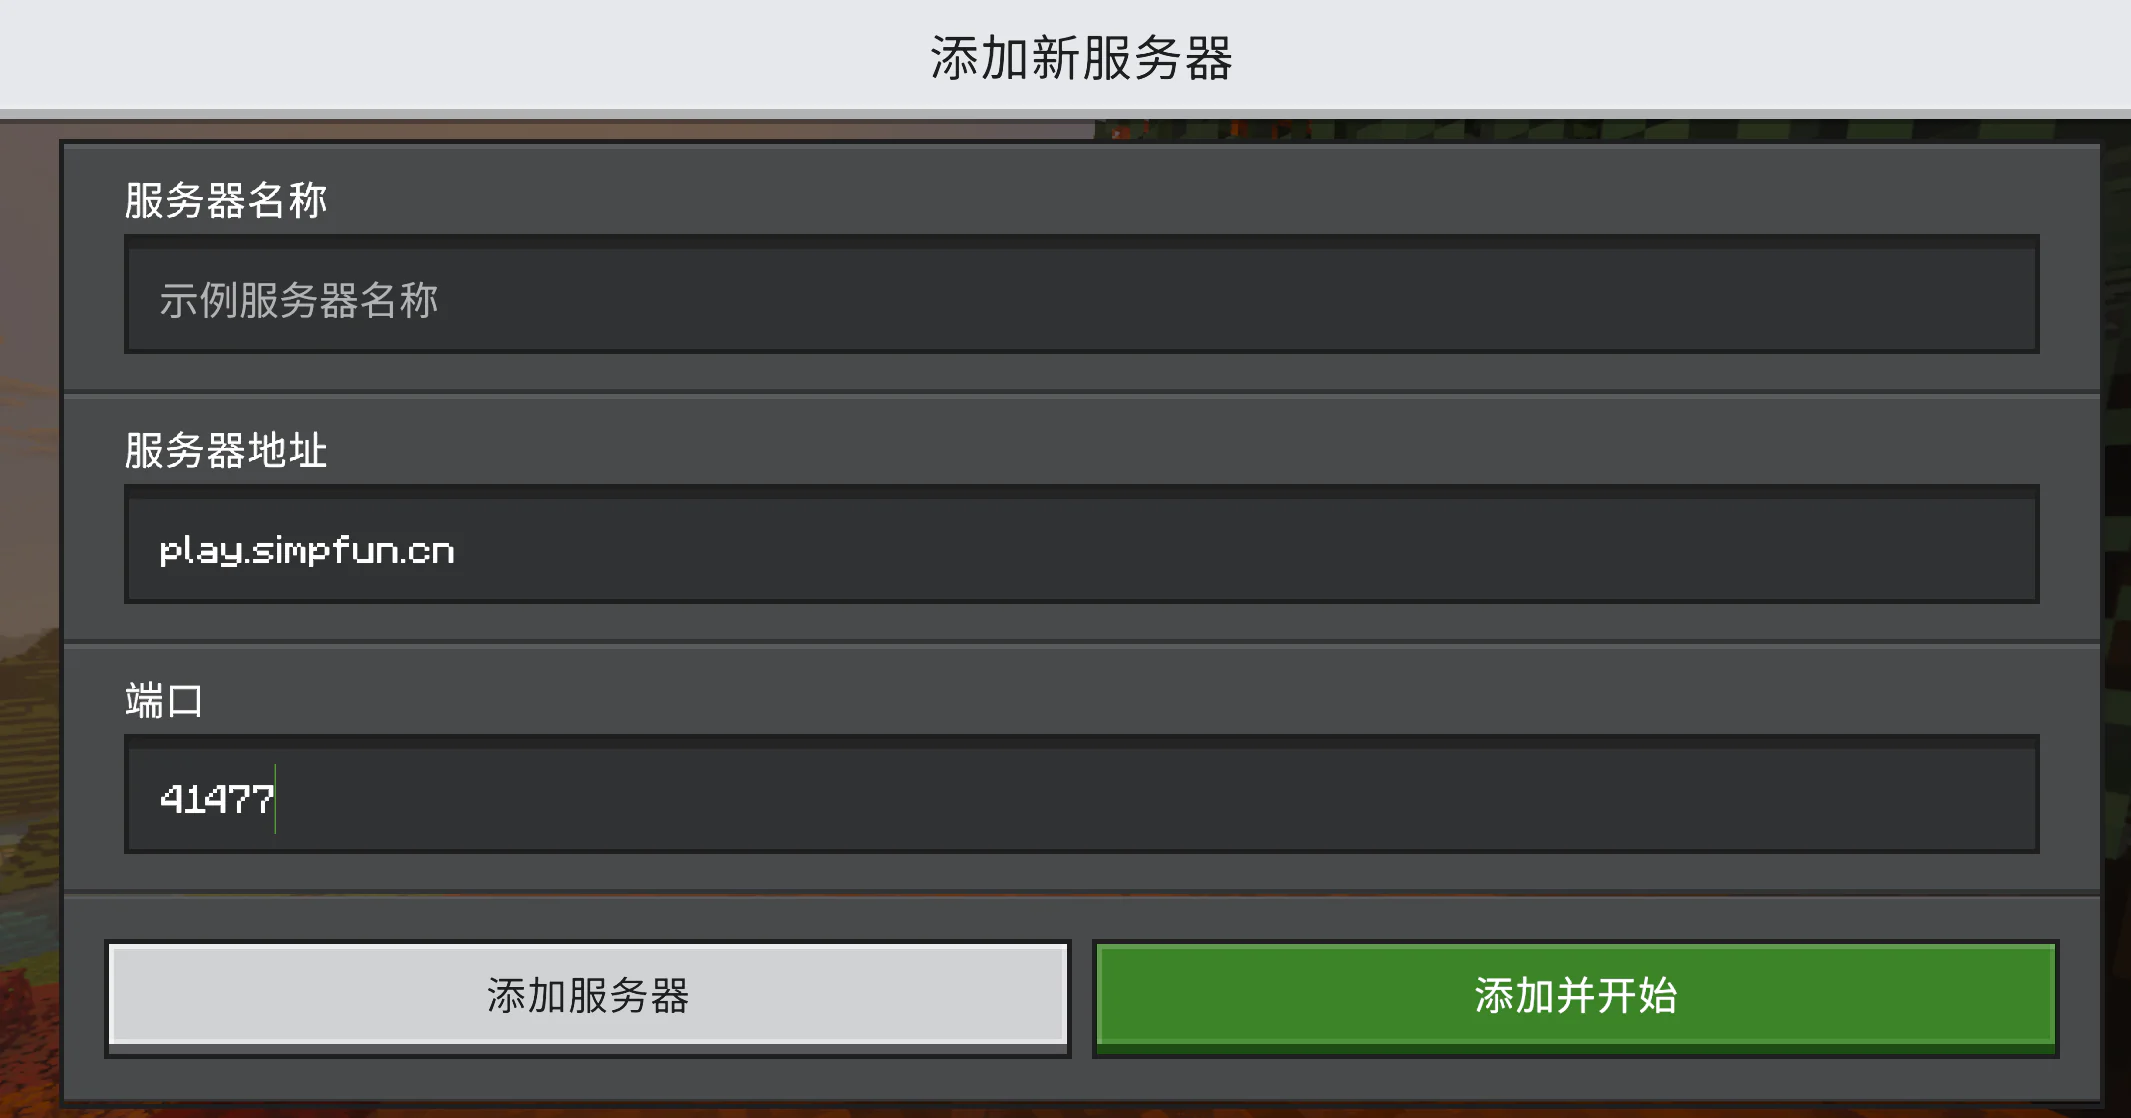 添加新服务器
服务器名称
示例服务器名称
服务器地址
play.simpfun.cn
端口
41477
添加服务器
添加并开始